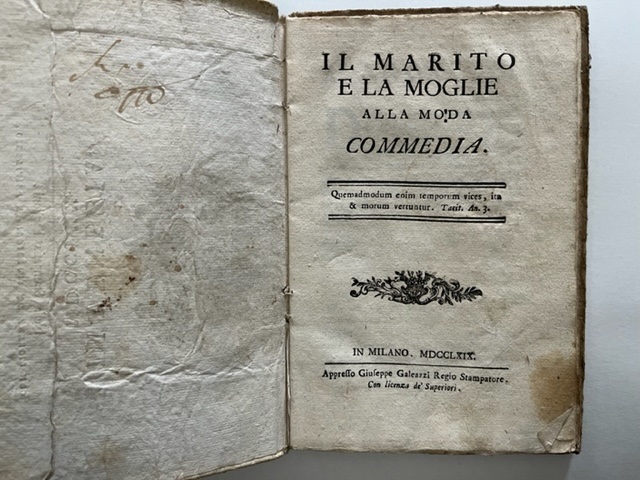 IL MARITO
E LA MOGLIE
ALLA MODA
COMMEDIA.
Quemadmodum enim temporum vices, ita
& morum vertuntur. Tacit. An. 3.
IN MILANO. MDCCLXIX.
Appresso Giuseppe Galeazzi Regio Stampatore.
Con licenza de' Superiori.